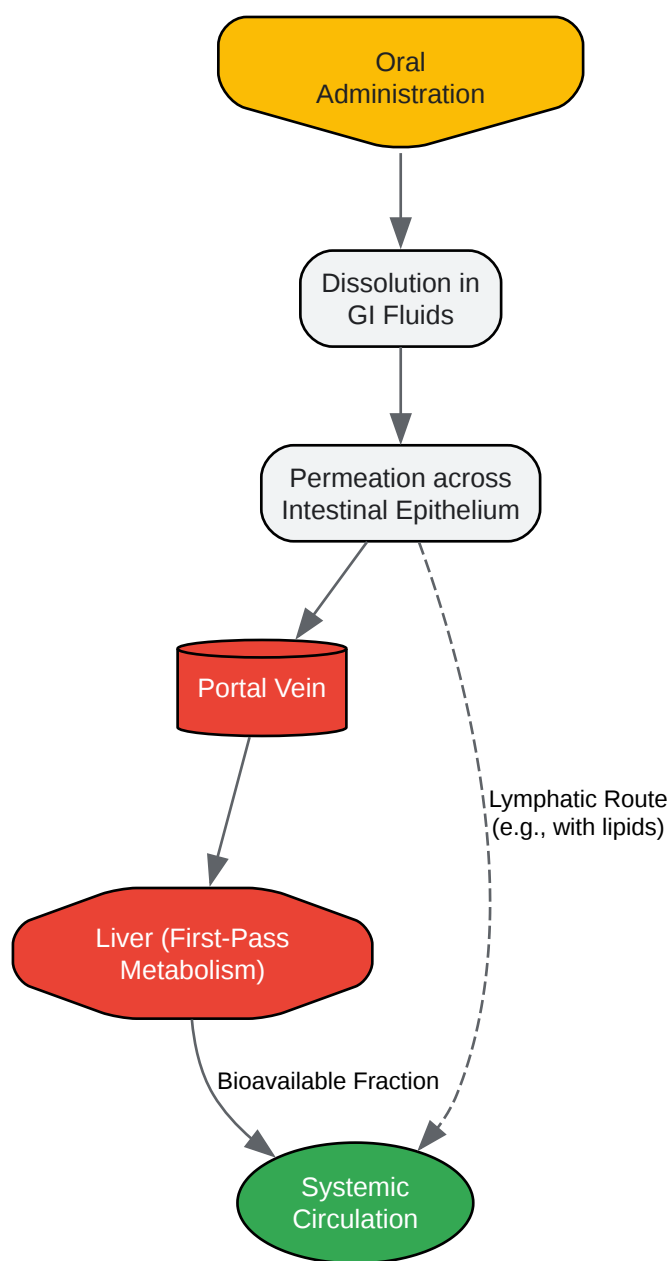 Oral
Administration
Dissolution in
GI Fluids
Permeation across
Intestinal Epithelium
Portal Vein
Lymphatic Route
(e.g., with lipids)
Liver (First-Pass
Metabolism)
Bioavailable Fraction
Systemic
Circulation